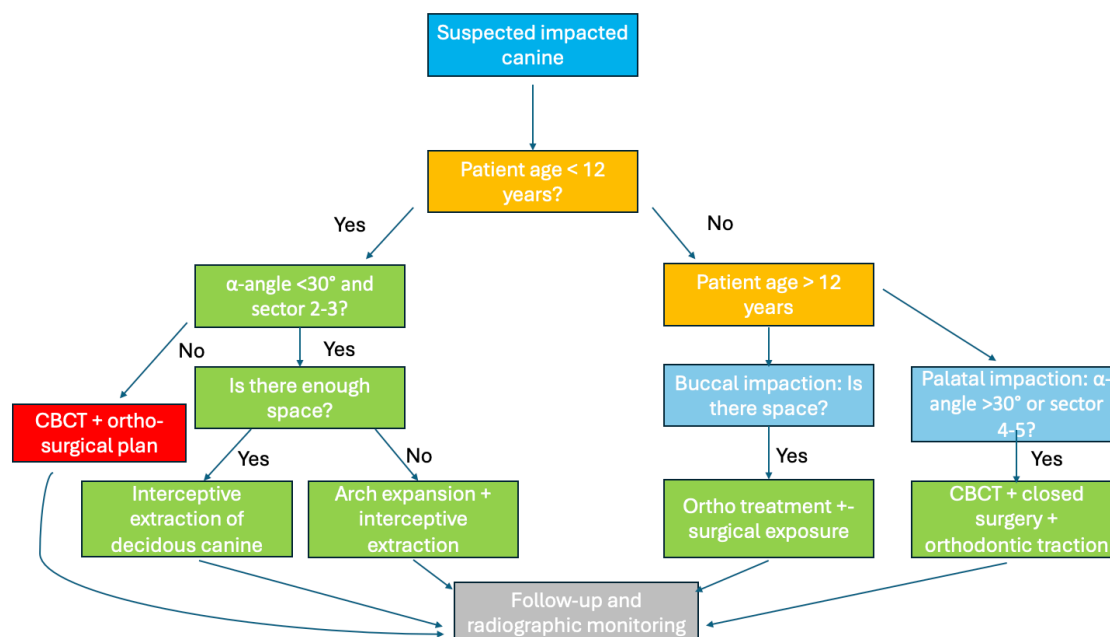 Suspected impacted
canine
Patient age < 12
years?
Yes
No
α-angle <30° and
sector 2-3?
Patient age > 12
years
No
Yes
Is there enough
space?
Buccal impaction: Is
there space?
Palatal impaction: α-
angle >30° or sector
4-5?
CBCT + ortho-
surgical plan
Yes
No
Yes
Yes
Interceptive
extraction of
decidous canine
Arch expansion +
interceptive
extraction
Ortho treatment +-
surgical exposure
CBCT + closed
surgery +
orthodontic traction
Follow-up and
radiographic monitoring